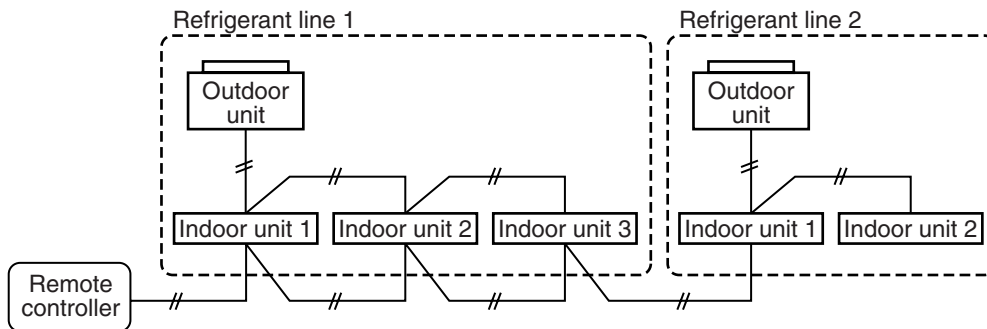 Refrigerant line 1
Refrigerant line 2
Outdoor
unit
Outdoor
unit
Indoor unit 1
Indoor unit 2
Indoor unit 3
Indoor unit 1
Indoor unit 2
Remote
controller